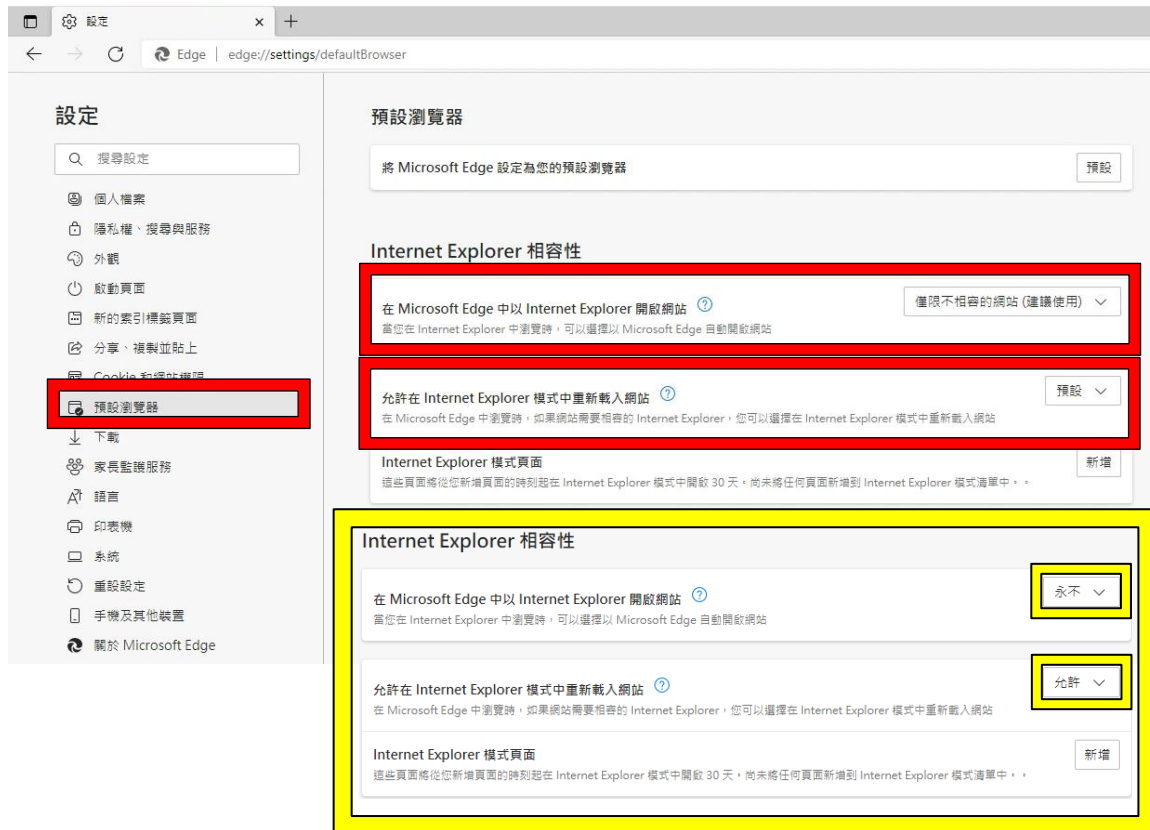 設定
Edge | edge://settings/defaultBrowser
設定
搜尋設定
個人檔案
隱私權、搜尋與服務
外觀
啟動頁面
新的索引標籤頁面
分享、複製並貼上
Cookie 和網站權限
預設瀏覽器
下載
家長監護服務
語言
印表機
系統
重設設定
手機及其他裝置
關於 Microsoft Edge
預設瀏覽器
將 Microsoft Edge 設定為您的預設瀏覽器
預設
Internet Explorer 相容性
在 Microsoft Edge 中以 Internet Explorer 開啟網站
僅限不相容的網站 (建議使用)
當您在 Internet Explorer 中瀏覽時，可以選擇以 Microsoft Edge 自動開啟網站
允許在 Internet Explorer 模式中重新載入網站
預設
在 Microsoft Edge 中瀏覽時，如果網站需要相容的 Internet Explorer，您可以選擇在 Internet Explorer 模式中重新載入網站
Internet Explorer 模式頁面
新增
這些頁面將從您新增頁面的時刻起在 Internet Explorer 模式中開啟 30 天，尚未將任何頁面新增到 Internet Explorer 模式清單中。。
Internet Explorer 相容性
在 Microsoft Edge 中以 Internet Explorer 開啟網站
永不
當您在 Internet Explorer 中瀏覽時，可以選擇以 Microsoft Edge 自動開啟網站
允許在 Internet Explorer 模式中重新載入網站
允許
在 Microsoft Edge 中瀏覽時，如果網站需要相容的 Internet Explorer，您可以選擇在 Internet Explorer 模式中重新載入網站
Internet Explorer 模式頁面
新增
這些頁面將從您新增頁面的時刻起在 Internet Explorer 模式中開啟 30 天，尚未將任何頁面新增到 Internet Explorer 模式清單中。。